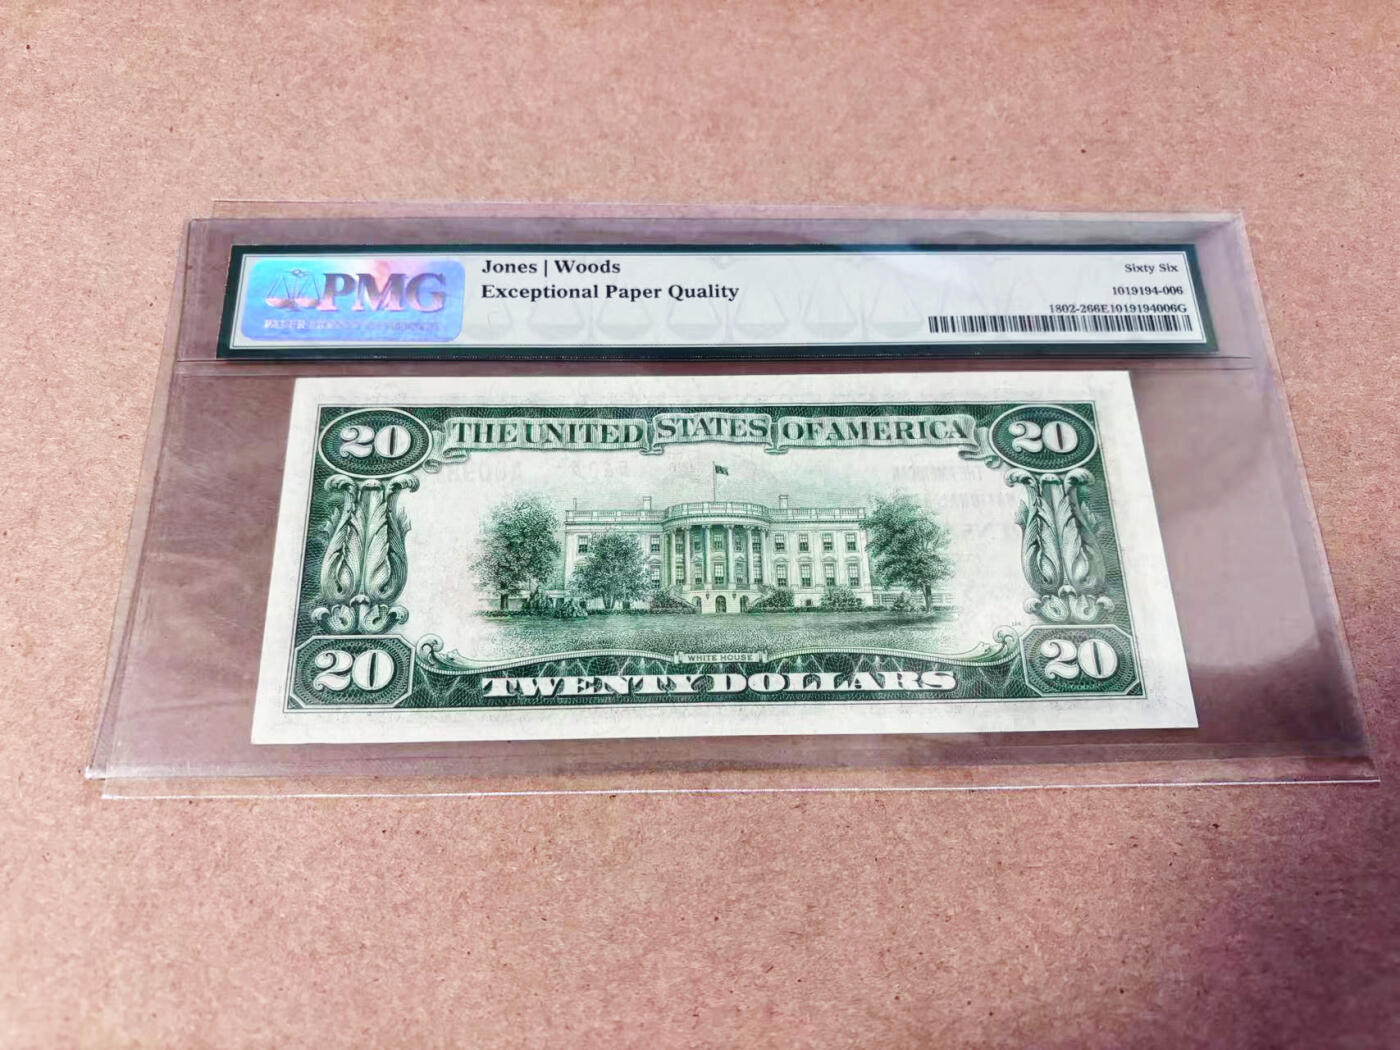 PMG
Jones | Woods
Exceptional Paper Quality
Sixty Six
1019194-006
1802-266E1019194006G
20 THE UNITED STATES OF AMERICA 20
WHITE HOUSE
20 TWENTY DOLLARS 20